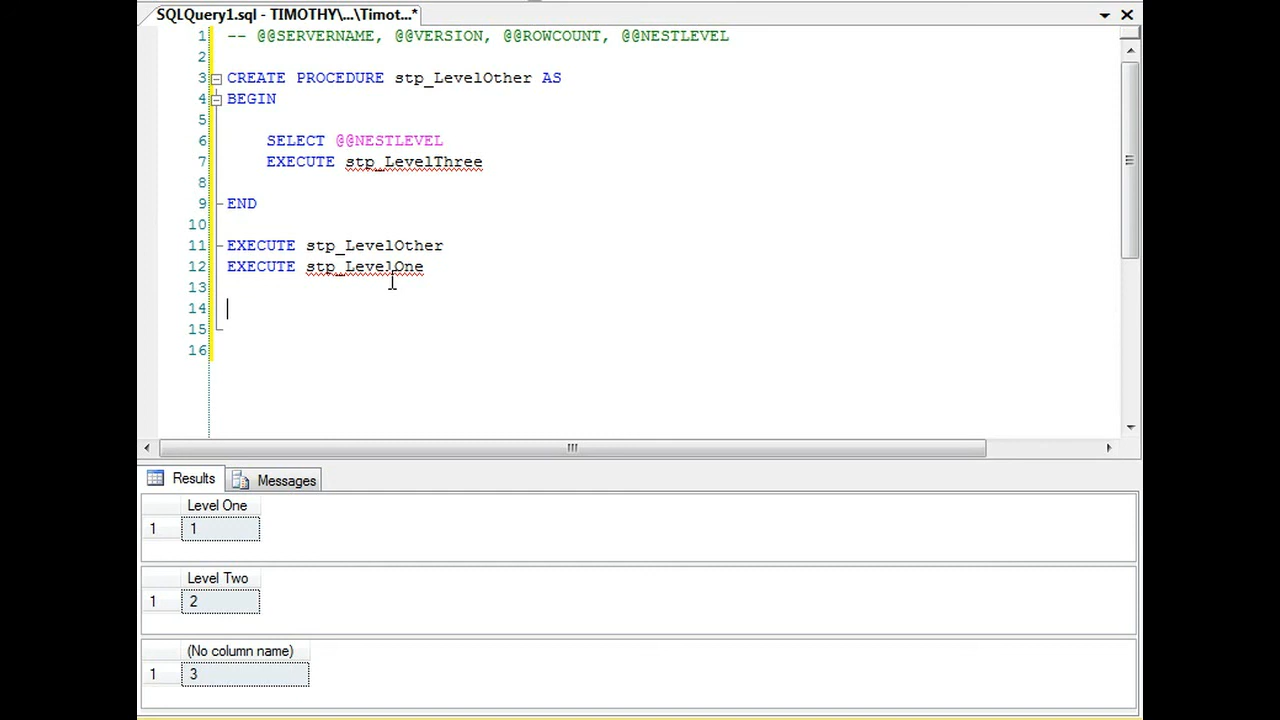 SQLQuery1.sql - TIMOTHY\...\Timot...*
1 -- @@SERVERNAME, @@VERSION, @@ROWCOUNT, @@NESTLEVEL
2
3 CREATE PROCEDURE stp_LevelOther AS
4 BEGIN
5
6 SELECT @@NESTLEVEL
7 EXECUTE stp_LevelThree
8
9 END
10
11 EXECUTE stp_LevelOther
12 EXECUTE stp_LevelOne
13
14
15
16
Results Messages
Level One
1 1
Level Two
1 2
(No column name)
1 3